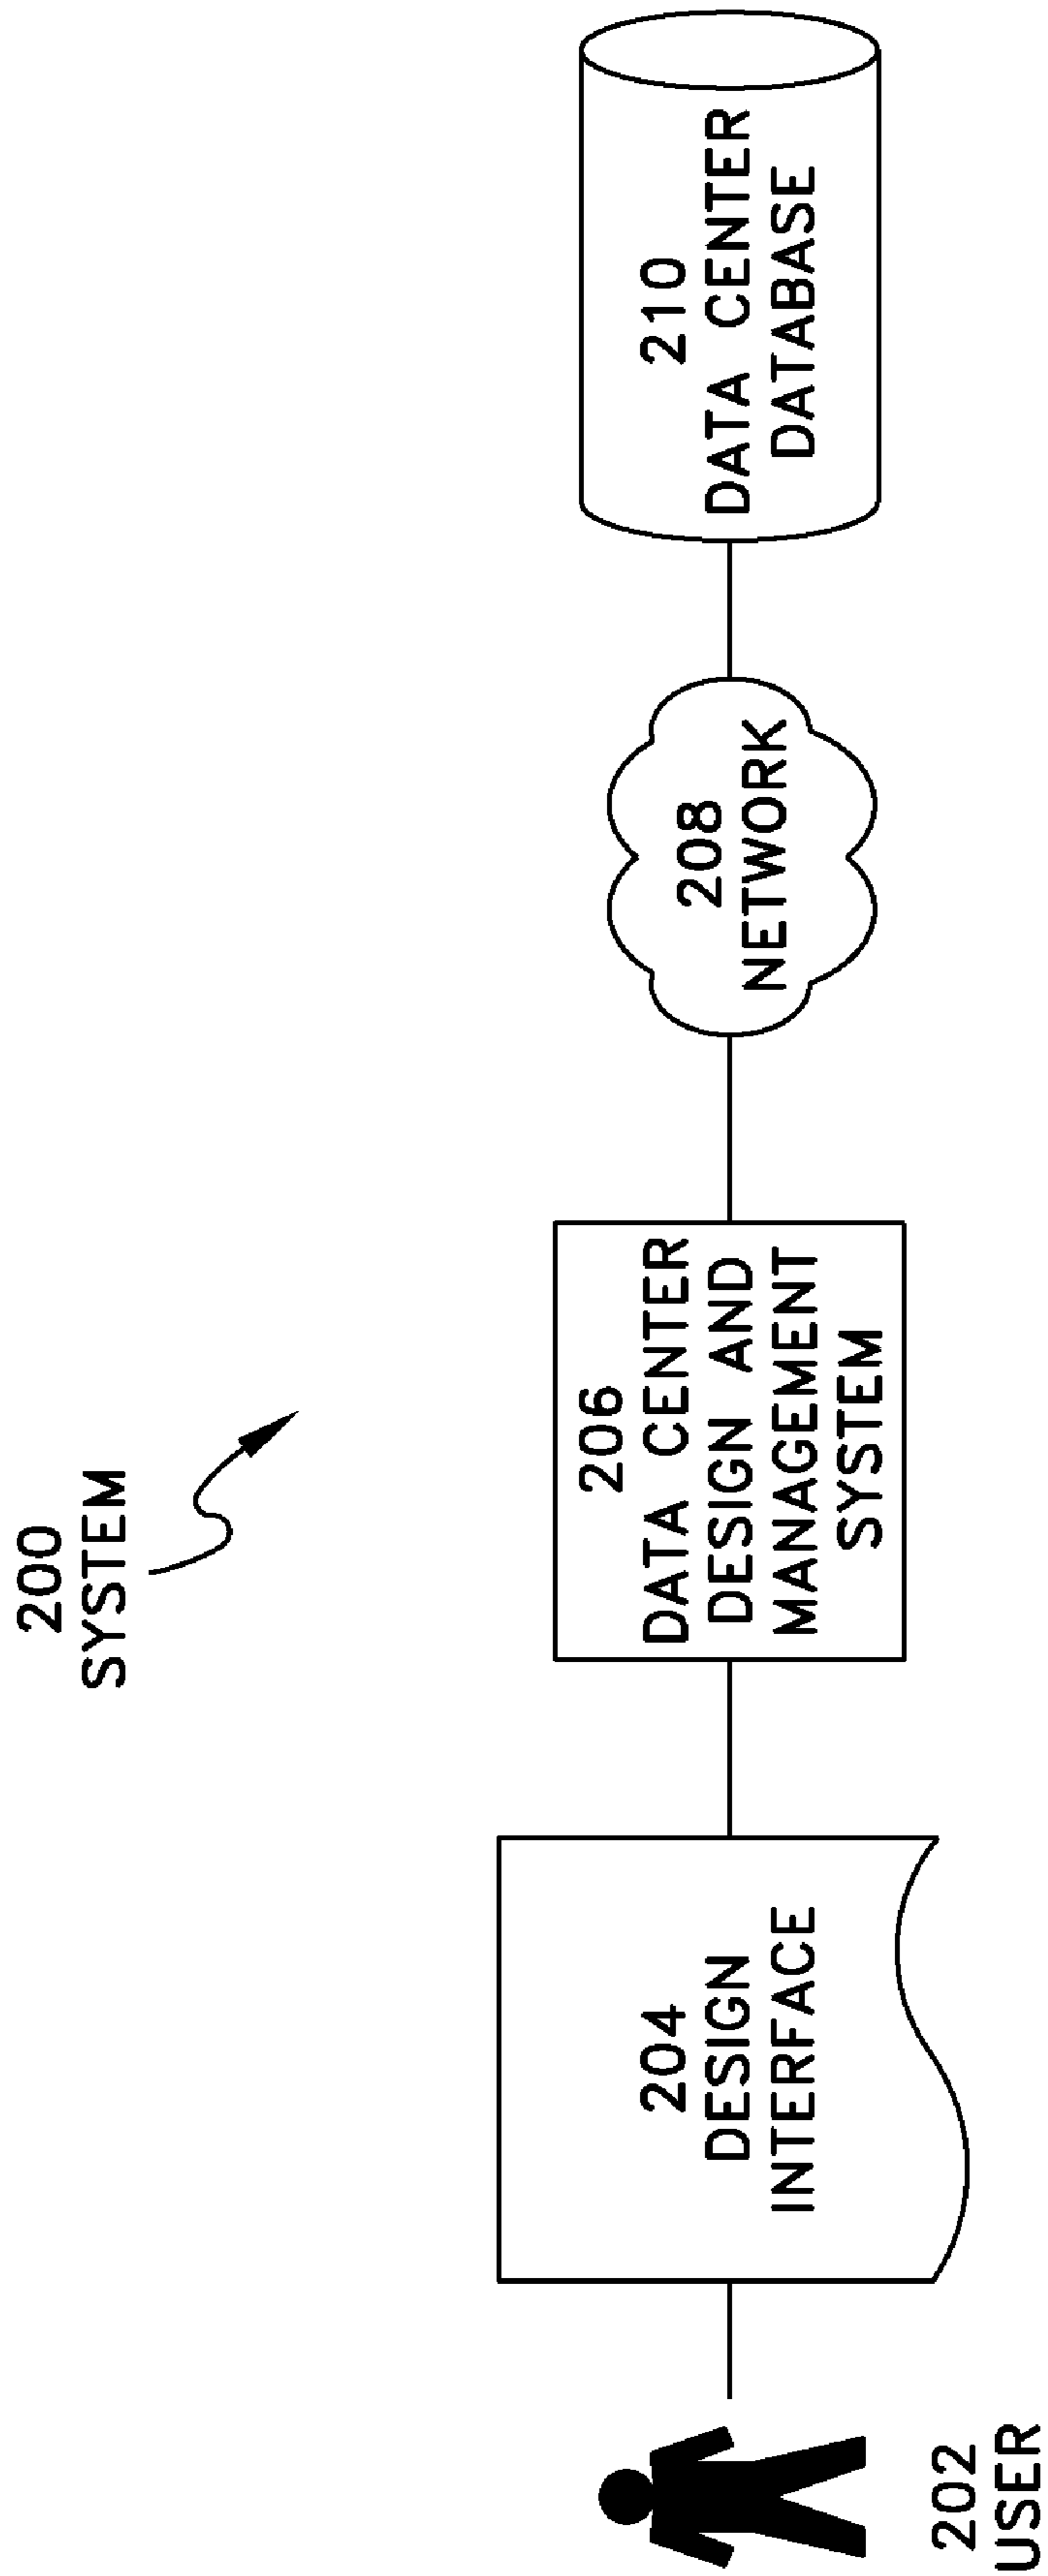 200
SYSTEM
202
USER
204
DESIGN
INTERFACE
206
DATA CENTER
DESIGN AND
MANAGEMENT
SYSTEM
208
NETWORK
210
DATA CENTER
DATABASE